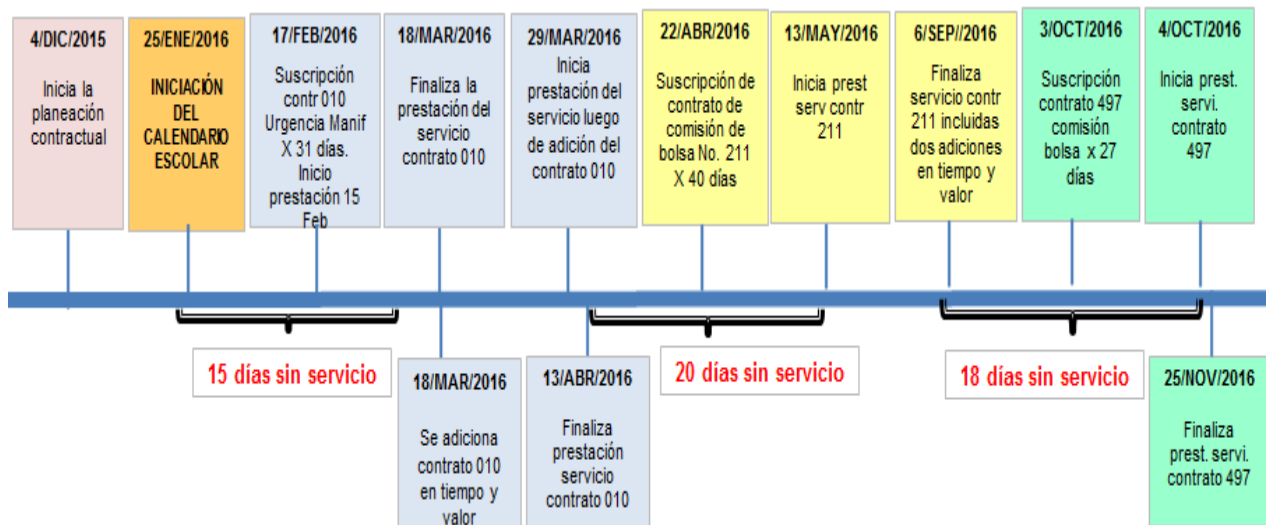 4/DIC/2015
Inicia la
planeación
contractual
25/ENE/2016
INICIACIÓN
DEL
CALENDARIO
ESCOLAR
17/FEB/2016
Suscripción
contr 010
Urgencia Manif
X 31 días.
Inicio
prestación 15
Feb
18/MAR/2016
Finaliza la
prestación del
servicio
contrato 010
29/MAR/2016
Inicia
prestación del
servicio luego
de adición del
contrato 010
22/ABR/2016
Suscripción de
contrato de
comisión de
bolsa No. 211
X 40 días
13/MAY/2016
Inicia prest
serv contr
211
6/SEP//2016
Finaliza
servicio contr
211 incluidas
dos adiciones
en tiempo y
valor
3/OCT/2016
Suscripción
contrato 497
comisión
bolsa x 27
días
4/OCT/2016
Inicia prest.
servi.
contrato
497
15 días sin servicio
18/MAR/2016
Se adiciona
contrato 010
en tiempo y
valor
13/ABR/2016
Finaliza
prestación
servicio
contrato 010
20 días sin servicio
18 días sin servicio
25/NOV/2016
Finaliza
prest. servi.
contrato 497